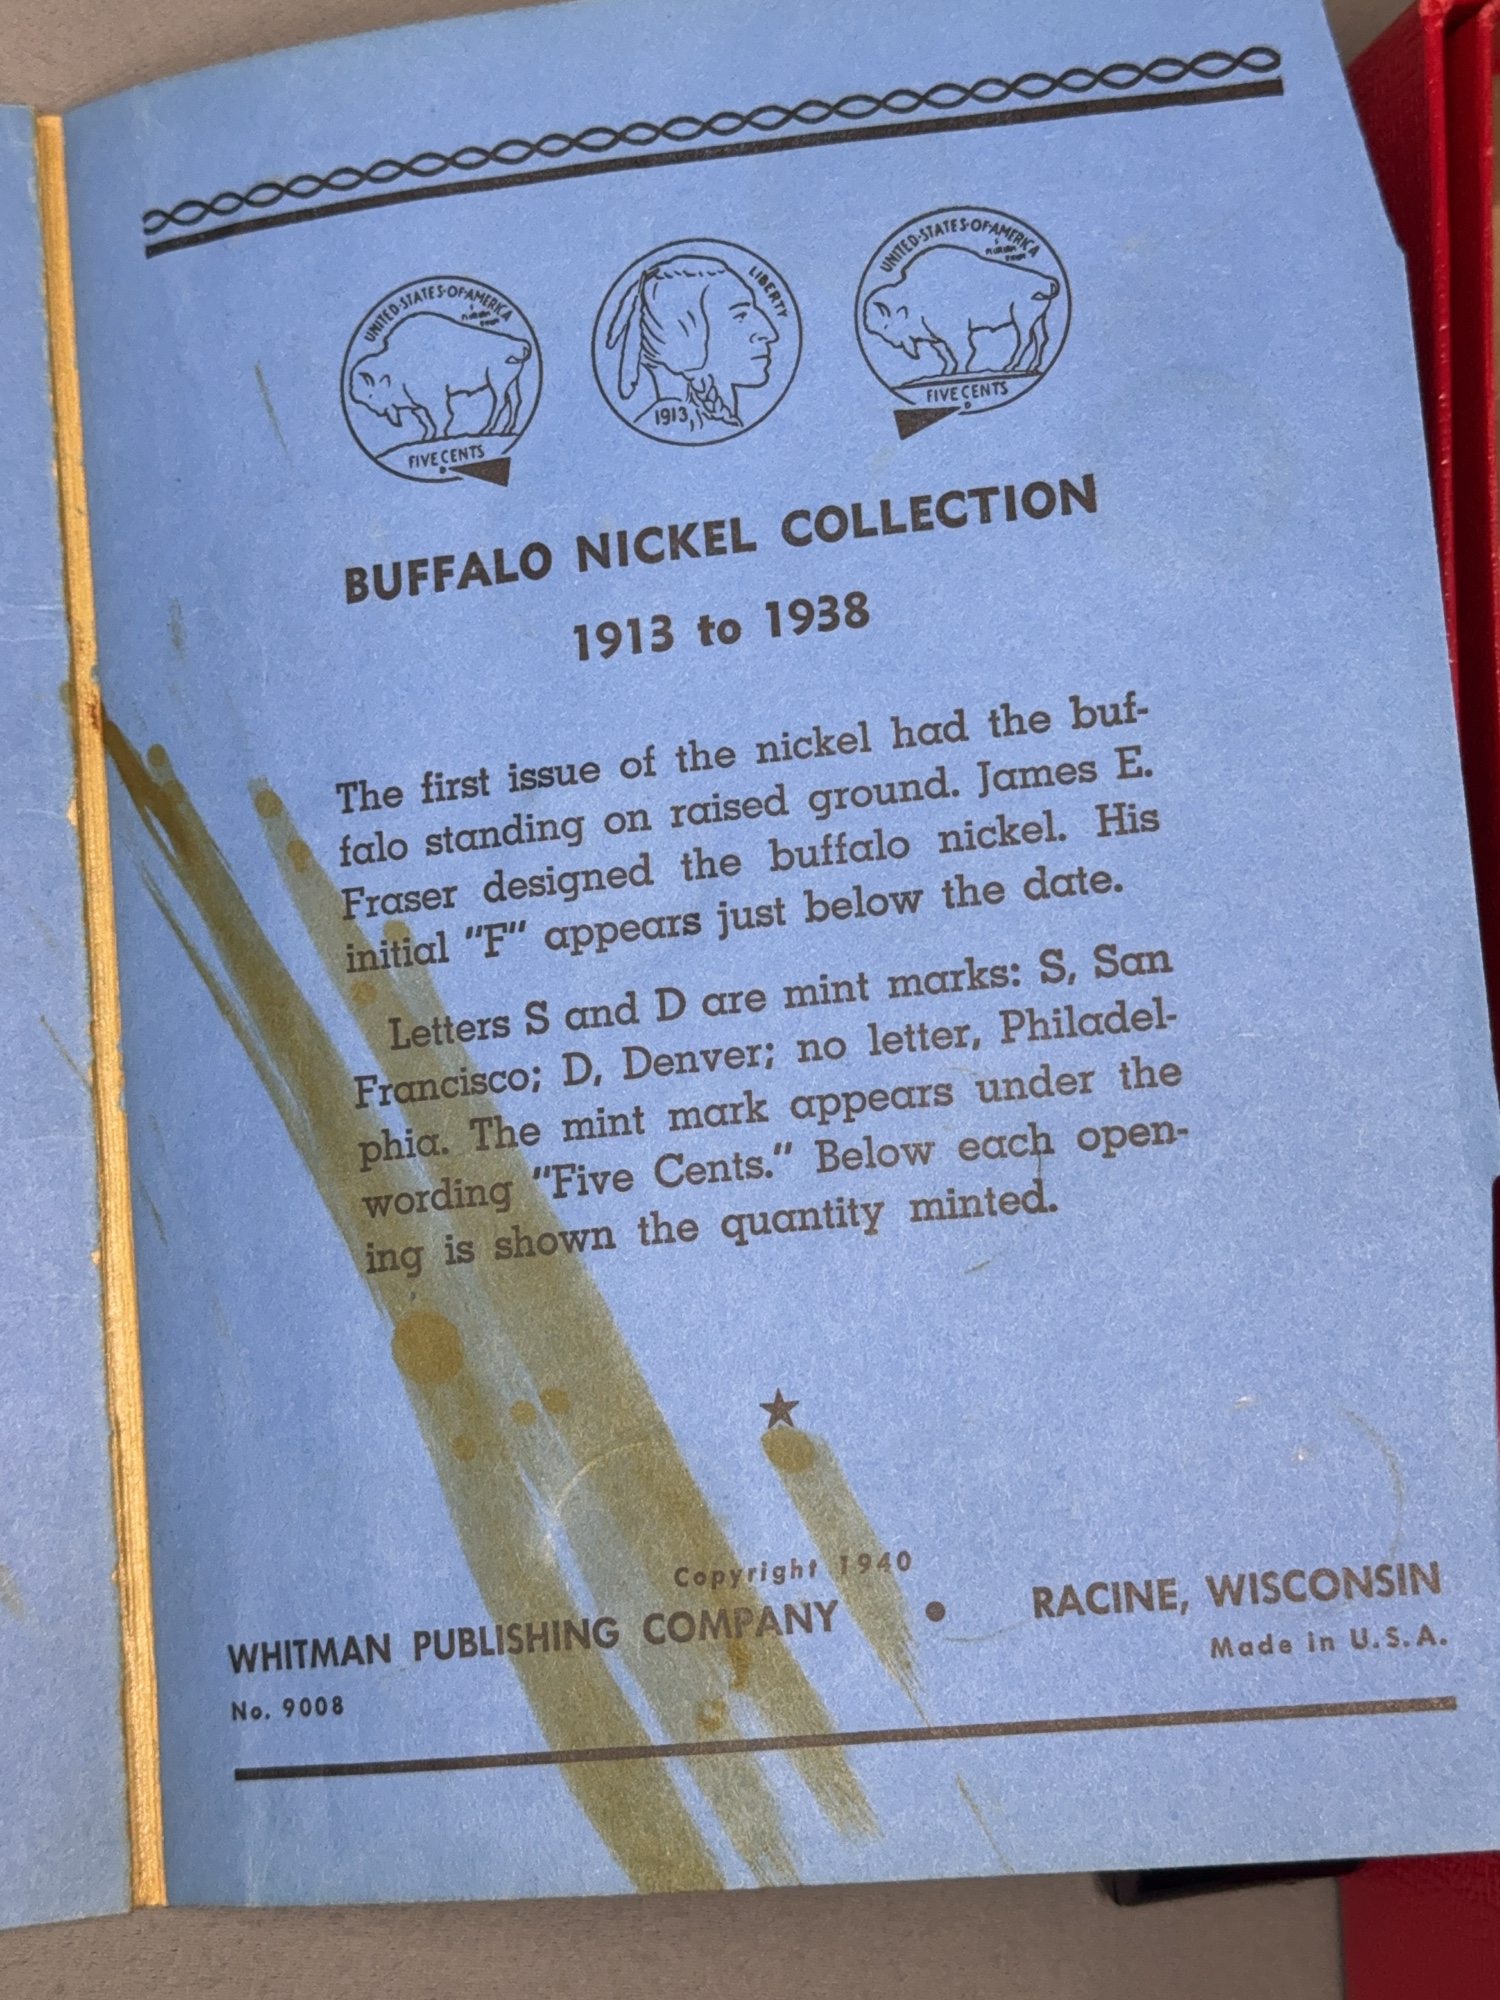 UNITED·STATES·OF·AMERICA
FIVE CENTS
LIBERTY
1913
UNITED·STATES·OF·AMERICA
FIVE CENTS
BUFFALO NICKEL COLLECTION
1913 to 1938
The first issue of the nickel had the buf-
falo standing on raised ground. James E.
Fraser designed the buffalo nickel. His
initial "F" appears just below the date.
Letters S and D are mint marks: S, San
Francisco; D, Denver; no letter, Philadel-
phia. The mint mark appears under the
wording "Five Cents." Below each open-
ing is shown the quantity minted.
Copyright 1940
WHITMAN PUBLISHING COMPANY • RACINE, WISCONSIN
No. 9008
Made in U.S.A.